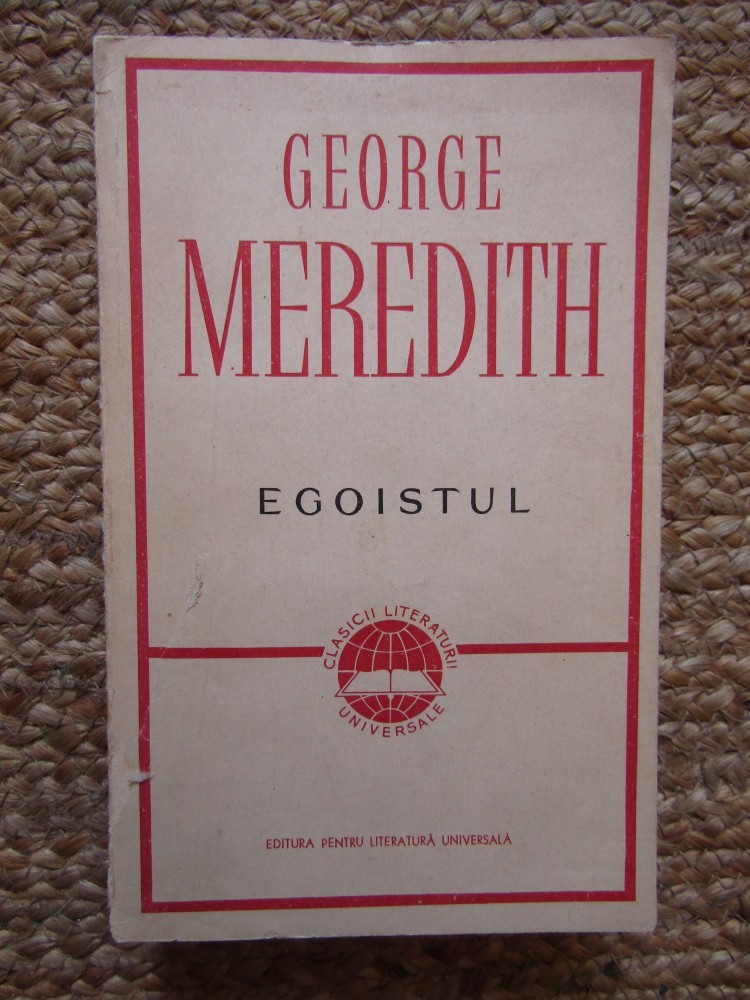 GEORGE
MEREDITH
EGOISTUL
CLASICII LITERATURII
UNIVERSALE
EDITURA PENTRU LITERATURĂ UNIVERSALĂ